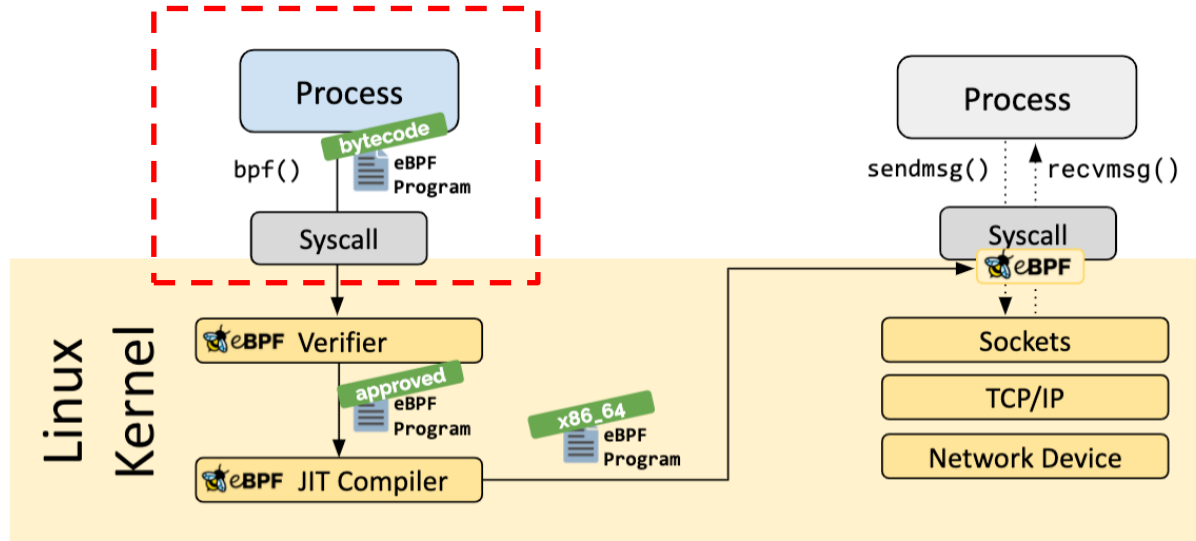 Process
bytecode
bpf()
eBPF
Program
Syscall
Linux
Kernel
eBPF Verifier
approved
eBPF
Program
eBPF JIT Compiler
x86_64
eBPF
Program
Process
sendmsg()
recvmsg()
Syscall
eBPF
Sockets
TCP/IP
Network Device